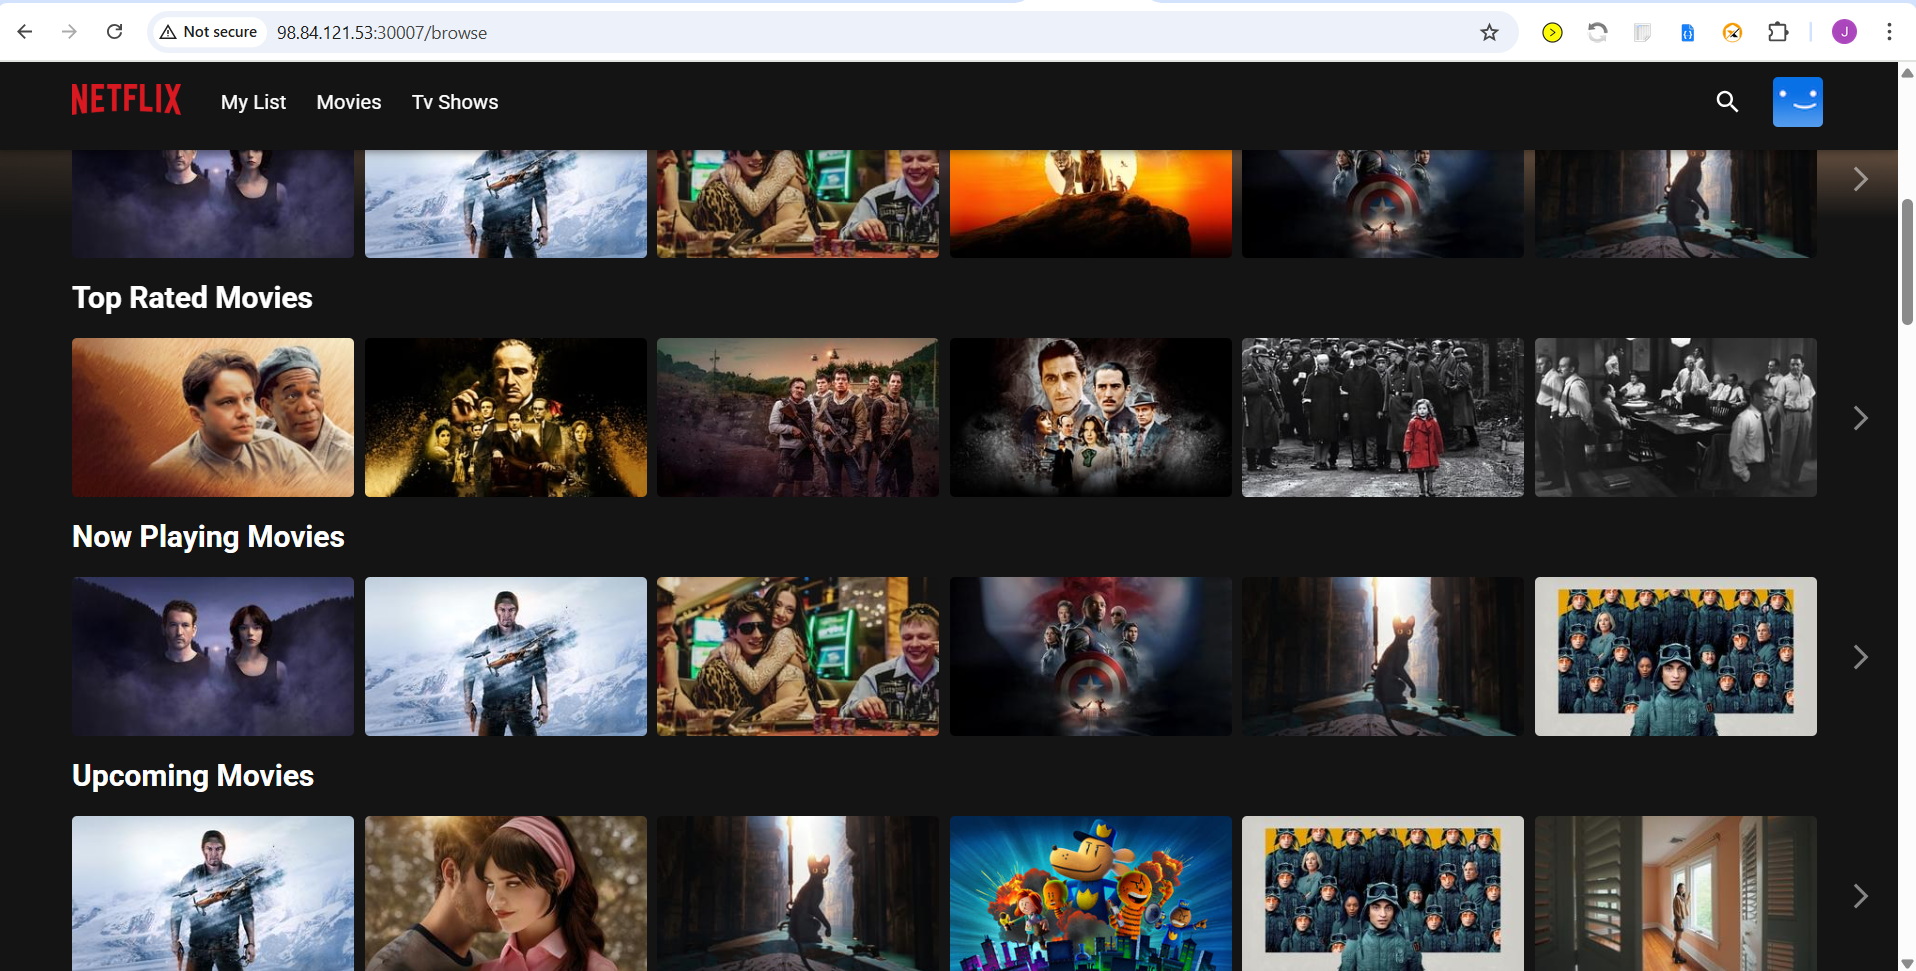 Not secure
98.84.121.53:30007/browse
J
NETFLIX
My List
Movies
Tv Shows
Top Rated Movies
Now Playing Movies
Upcoming Movies